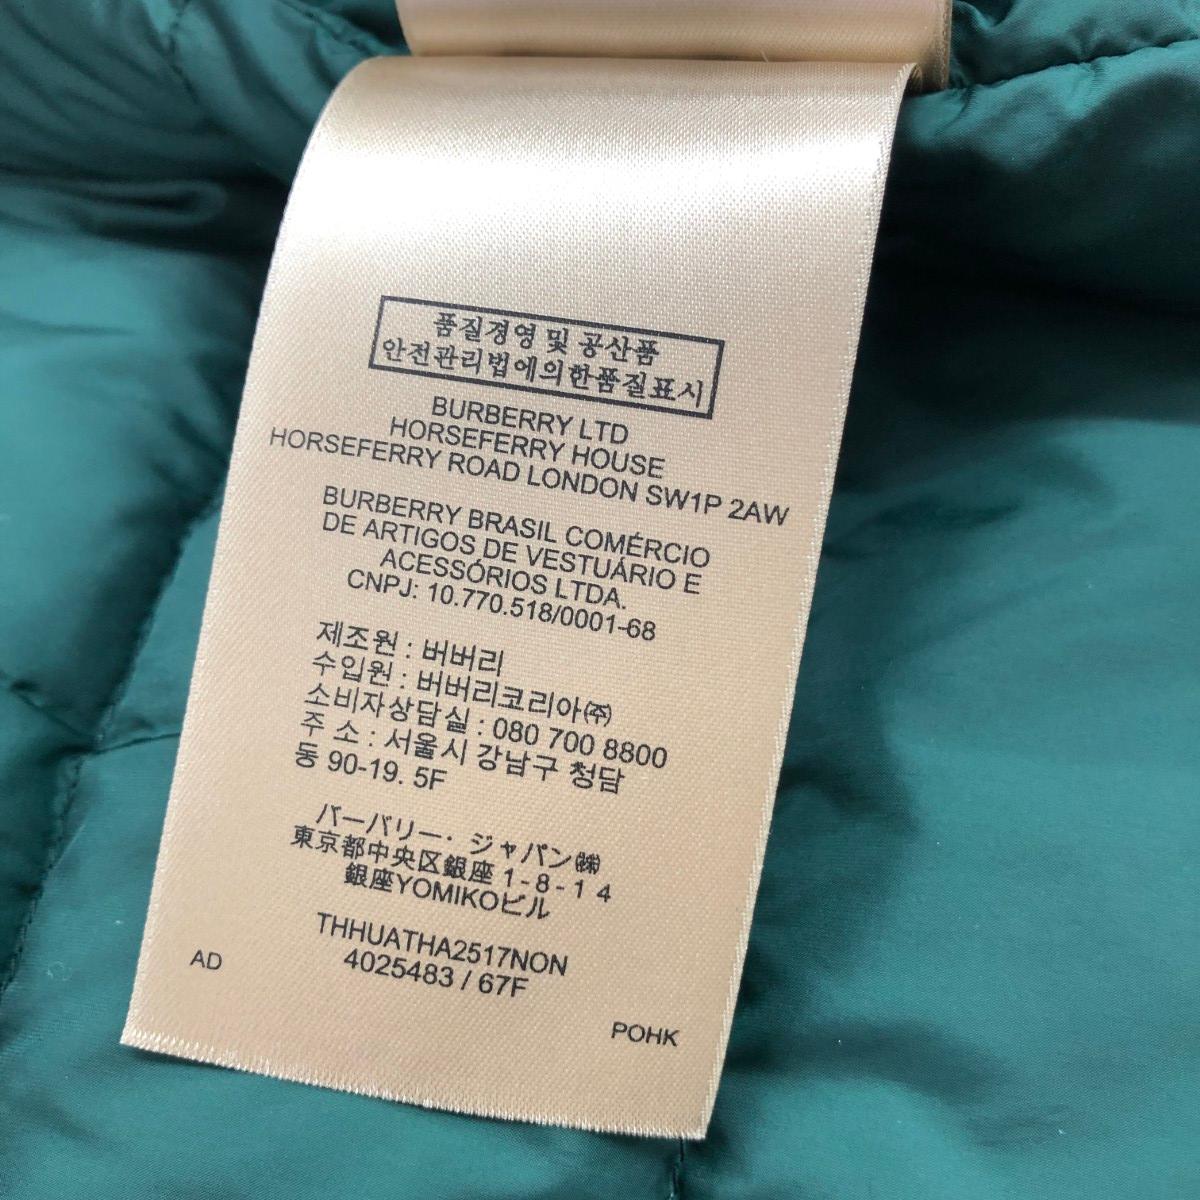 품질경영 및 공산품
안전관리법에의한품질표시
BURBERRY LTD
HORSEFERRY HOUSE
HORSEFERRY ROAD LONDON SW1P 2AW
BURBERRY BRASIL COMÉRCIO
DE ARTIGOS DE VESTUÁRIO E
ACESSÓRIOS LTDA.
CNPJ: 10.770.518/0001-68
제조원 : 버버리
수입원 : 버버리코리아㈜
소비자상담실 : 080 700 8800
주 소 : 서울시 강남구 청담
동 90-19. 5F
バーバリー・ジャパン㈱
東京都中央区銀座 1-8-14
銀座YOMIKOビル
THHUATHA2517NON
4025483 / 67F
AD
POHK